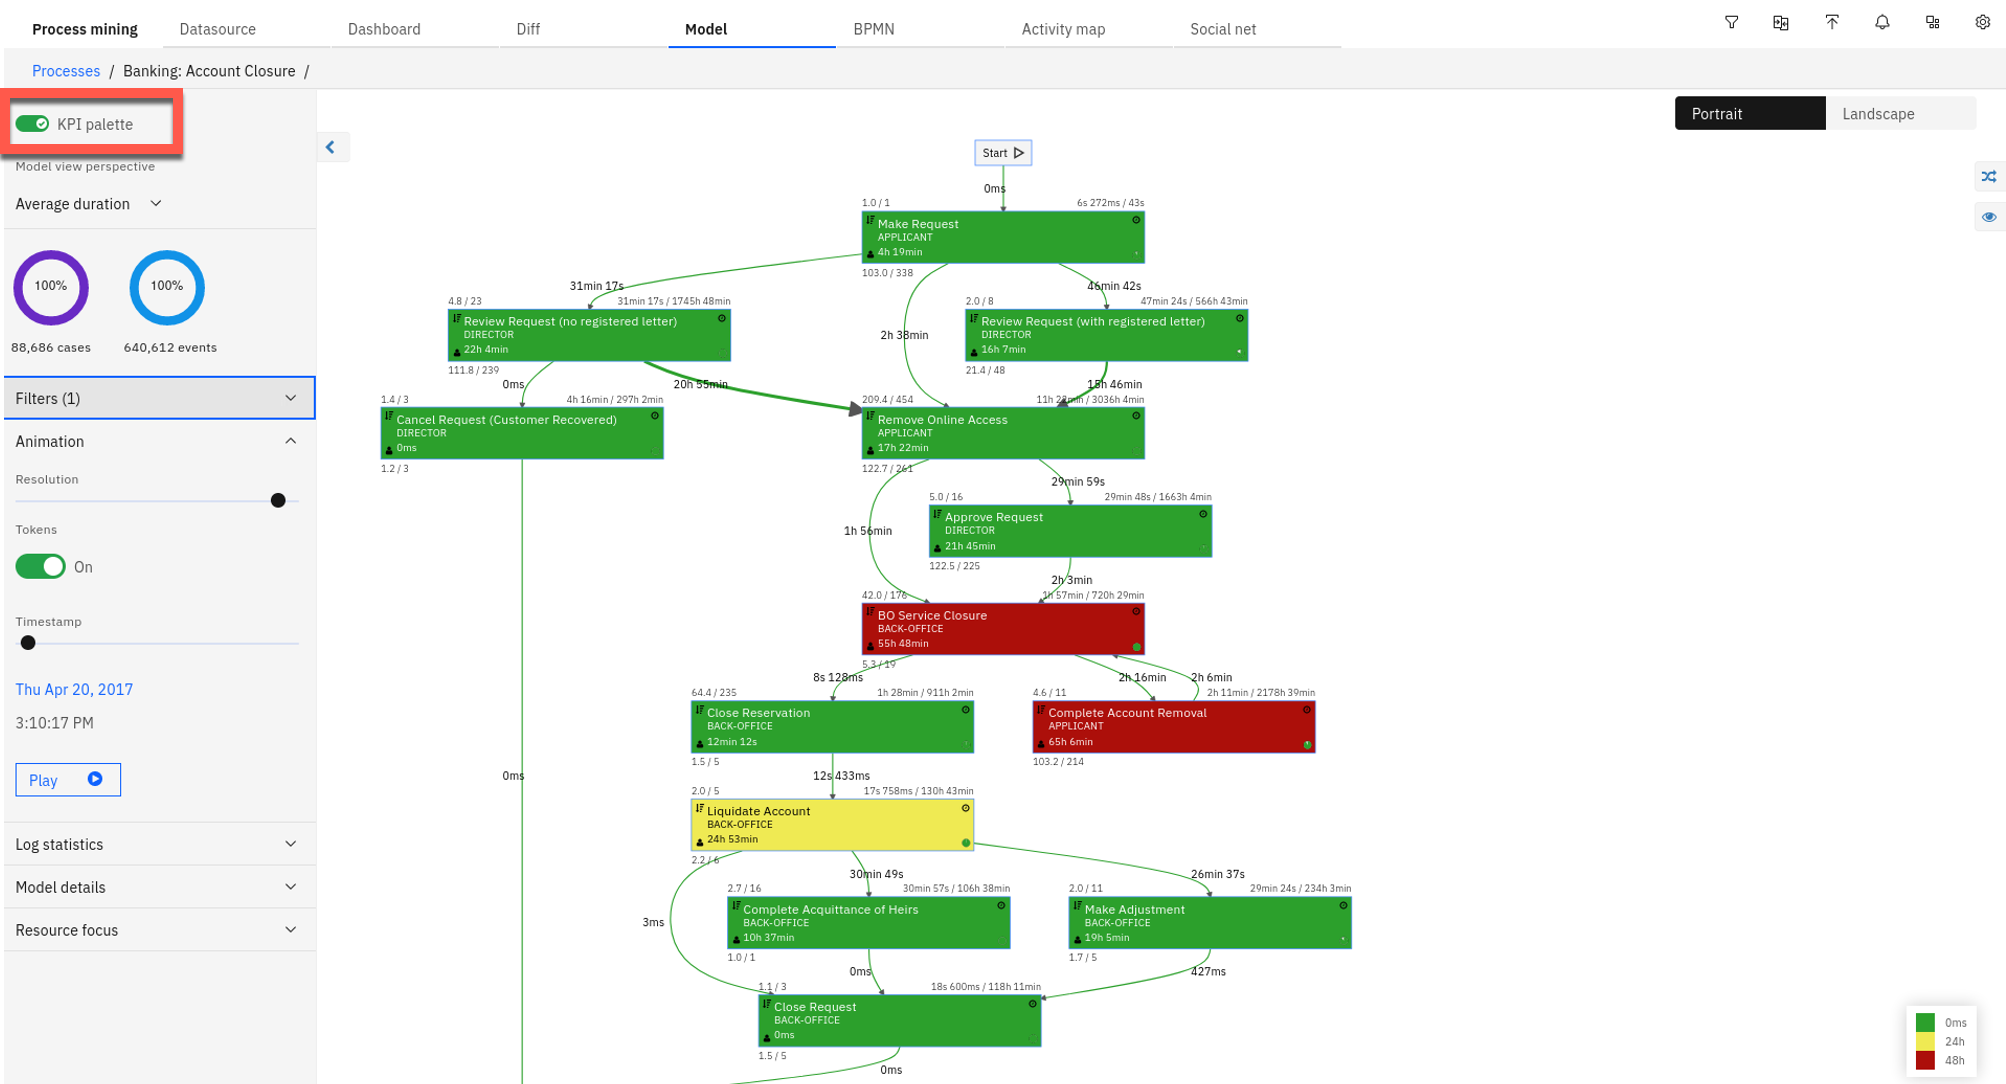 Process mining Datasource Dashboard Diff Model BPMN Activity map Social net
Processes / Banking: Account Closure /
KPI palette
Model view perspective
Average duration
100% 100%
88,686 cases 640,612 events
Filters (1)
Animation
Resolution
Tokens
On
Timestamp
Thu Apr 20, 2017
3:10:17 PM
Play
Log statistics
Model details
Resource focus
Portrait Landscape
Start
0ms
1.0 / 1 6s 272ms / 43s
Make Request
APPLICANT
4h 19min
103.0 / 338
31min 17s
46min 42s
2h 38min
4.8 / 23 31min 17s / 1745h 48min
Review Request (no registered letter)
DIRECTOR
22h 4min
111.8 / 239
2.0 / 8 47min 24s / 566h 43min
Review Request (with registered letter)
DIRECTOR
16h 7min
21.4 / 48
0ms
20h 55min
15h 46min
1.4 / 3 4h 16min / 297h 2min
Cancel Request (Customer Recovered)
DIRECTOR
0ms
1.2 / 3
209.4 / 454 11h 22min / 3036h 4min
Remove Online Access
APPLICANT
17h 22min
122.7 / 261
29min 59s
1h 56min
5.0 / 16 29min 48s / 1663h 4min
Approve Request
DIRECTOR
21h 45min
122.5 / 225
2h 3min
42.0 / 176 1h 57min / 720h 29min
BO Service Closure
BACK-OFFICE
55h 48min
5.3 / 19
8s 128ms
2h 16min 2h 6min
64.4 / 235 1h 28min / 911h 2min
Close Reservation
BACK-OFFICE
12min 12s
1.5 / 5
4.6 / 11 2h 11min / 2178h 39min
Complete Account Removal
APPLICANT
65h 6min
103.2 / 214
0ms
12s 433ms
2.0 / 5 17s 758ms / 130h 43min
Liquidate Account
BACK-OFFICE
24h 53min
2.2 / 6
30min 49s
26min 37s
3ms
2.7 / 16 30min 57s / 106h 38min
Complete Acquittance of Heirs
BACK-OFFICE
10h 37min
1.0 / 1
2.0 / 11 29min 24s / 234h 3min
Make Adjustment
BACK-OFFICE
19h 5min
1.7 / 5
0ms
427ms
1.1 / 3 18s 600ms / 118h 11min
Close Request
BACK-OFFICE
0ms
1.5 / 5
0ms
0ms
24h
48h